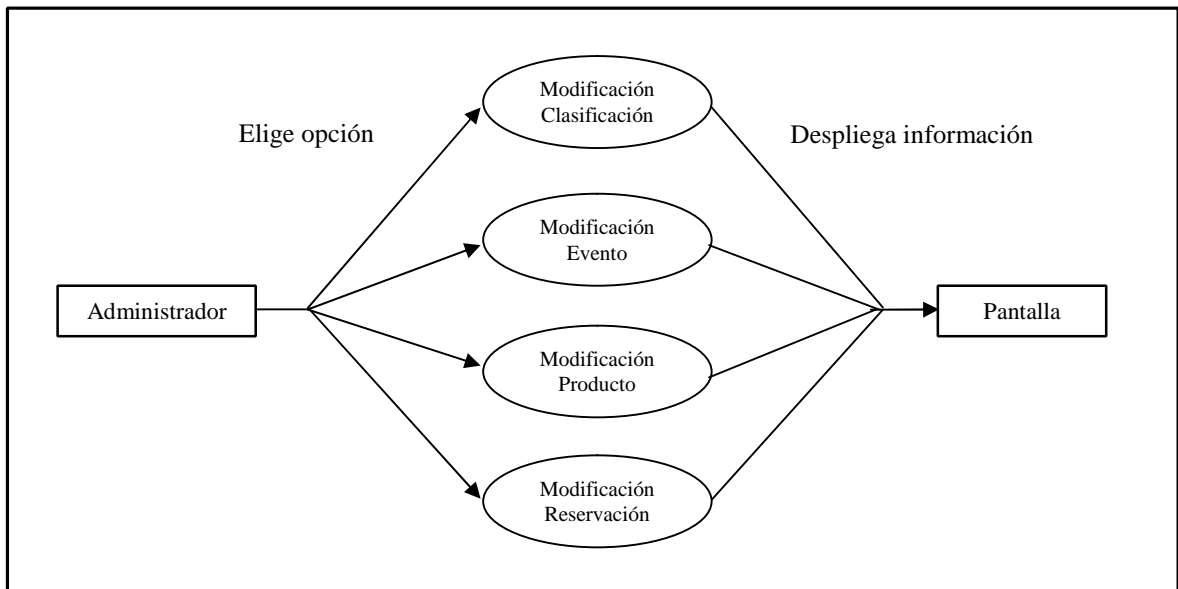 Modificación
Clasificación
Elige opción
Despliega información
Modificación
Evento
Administrador
Pantalla
Modificación
Producto
Modificación
Reservación